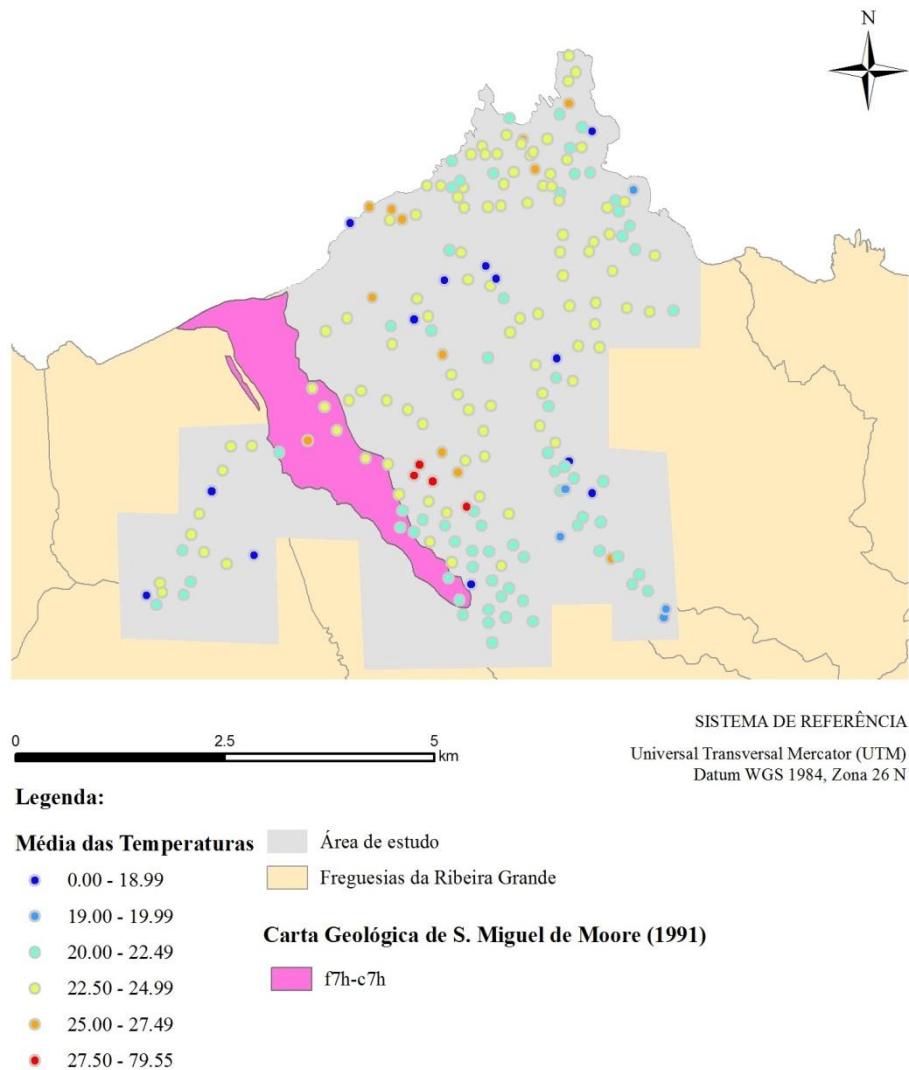 N
SISTEMA DE REFERÊNCIA
Universal Transversal Mercator (UTM)
Datum WGS 1984, Zona 26 N
0 2.5 5
km
Legenda:
Média das Temperaturas
0.00 - 18.99
19.00 - 19.99
20.00 - 22.49
22.50 - 24.99
25.00 - 27.49
27.50 - 79.55
Área de estudo
Freguesias da Ribeira Grande
Carta Geológica de S. Miguel de Moore (1991)
f7h-c7h